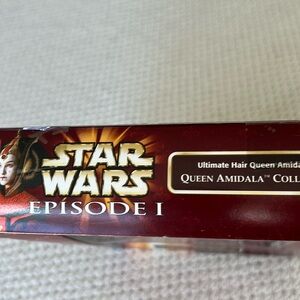 STAR
WARS
EPISODE I
Ultimate Hair Queen Amida
QUEEN AMIDALA™ COLL